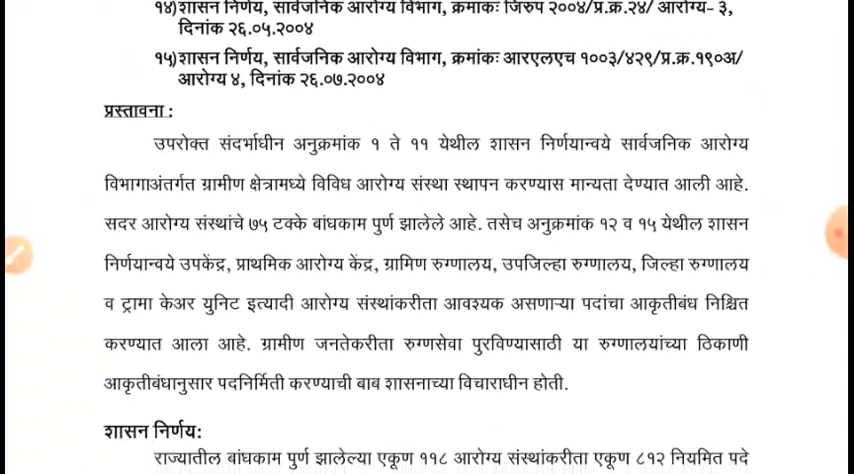 १४)शासन निर्णय, सार्वजनिक आरोग्य विभाग, क्रमांकः जिरुप २००४/प्र.क्र.२४/ आरोग्य- ३,
दिनांक २६.०५.२००४
१५)शासन निर्णय, सार्वजनिक आरोग्य विभाग, क्रमांकः आरएलएच १००३/४२९/प्र.क्र.१९०अ/
आरोग्य ४, दिनांक २६.०७.२००४
प्रस्तावना :
उपरोक्त संदर्भाधीन अनुक्रमांक १ ते ११ येथील शासन निर्णयान्वये सार्वजनिक आरोग्य
विभागाअंतर्गत ग्रामीण क्षेत्रामध्ये विविध आरोग्य संस्था स्थापन करण्यास मान्यता देण्यात आली आहे.
सदर आरोग्य संस्थांचे ७५ टक्के बांधकाम पुर्ण झालेले आहे. तसेच अनुक्रमांक १२ व १५ येथील शासन
निर्णयान्वये उपकेंद्र, प्राथमिक आरोग्य केंद्र, ग्रामिण रुग्णालय, उपजिल्हा रुग्णालय, जिल्हा रुग्णालय
व ट्रामा केअर युनिट इत्यादी आरोग्य संस्थांकरीता आवश्यक असणाऱ्या पदांचा आकृतीबंध निश्चित
करण्यात आला आहे. ग्रामीण जनतेकरीता रुग्णसेवा पुरविण्यासाठी या रुग्णालयांच्या ठिकाणी
आकृतीबंधानुसार पदनिर्मिती करण्याची बाब शासनाच्या विचाराधीन होती.
शासन निर्णय:
राज्यातील बांधकाम पुर्ण झालेल्या एकूण ११८ आरोग्य संस्थांकरीता एकूण ८१२ नियमित पदे